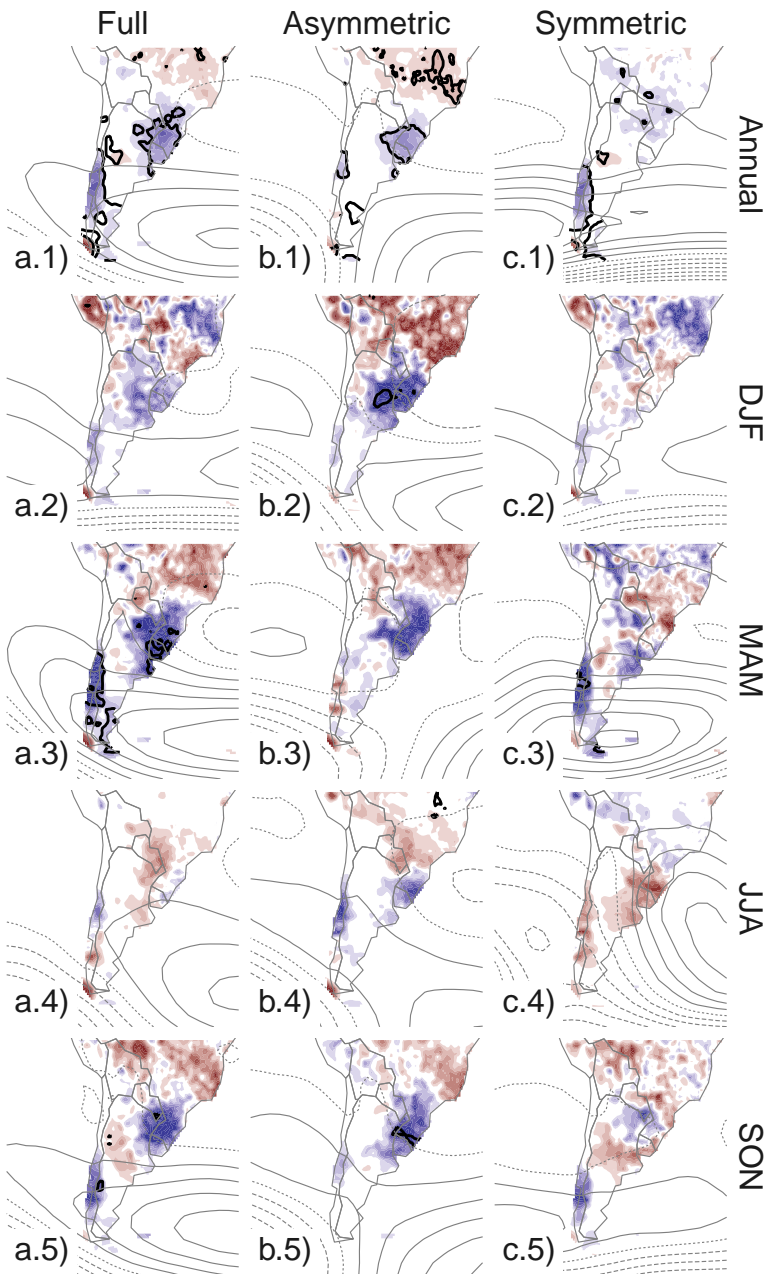 Full Asymmetric Symmetric
a.1) b.1) c.1) Annual
a.2) b.2) c.2) DJF
a.3) b.3) c.3) MAM
a.4) b.4) c.4) JJA
a.5) b.5) c.5) SON